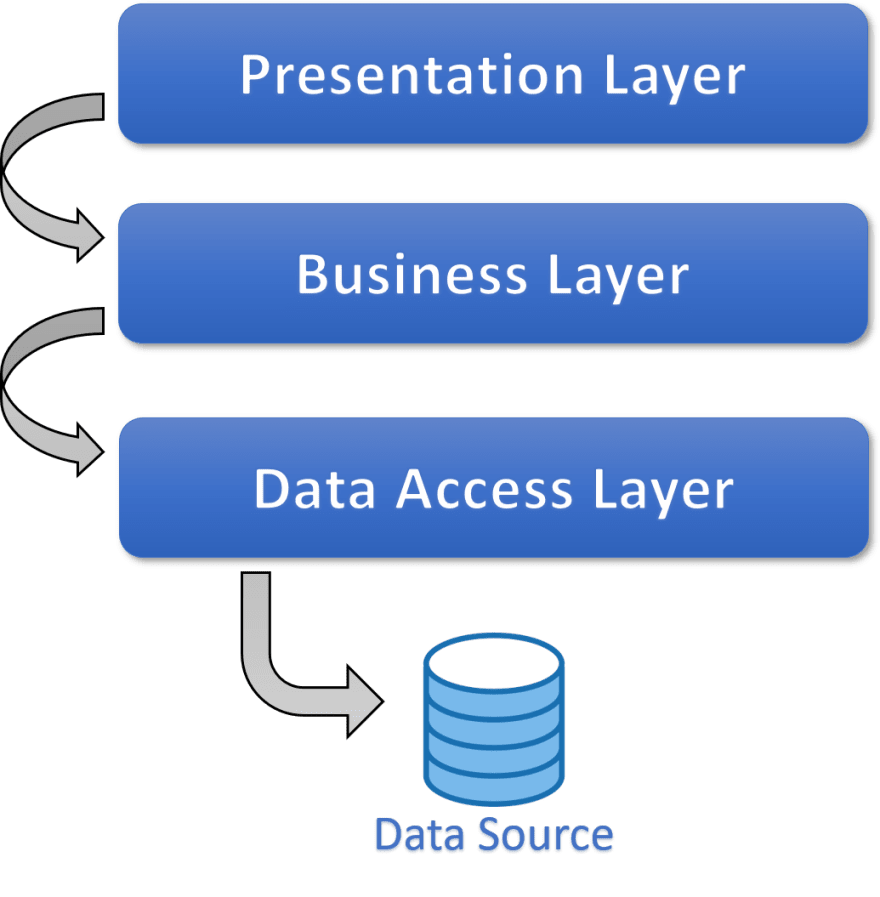 Presentation Layer
Business Layer
Data Access Layer
Data Source